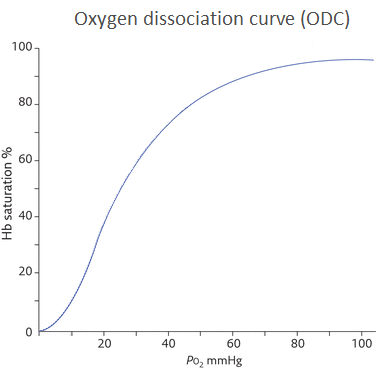 Oxygen dissociation curve (ODC)
100
80
60
40
20
0
Hb saturation %
20 40 60 80 100
Po₂ mmHg